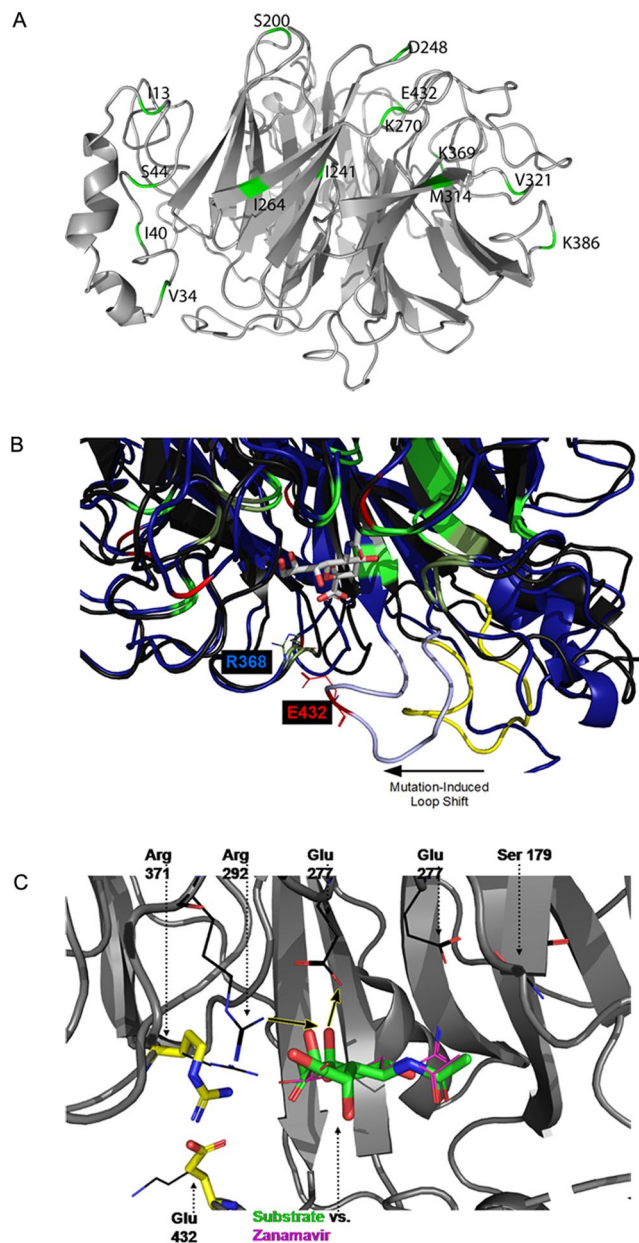 A
S200
D248
I13
E432
K270
S44
K369
I241
V321
I264
M314
I40
K386
V34
B
R368
E432
Mutation-Induced
Loop Shift
Arg
371
Arg
292
Glu
277
Glu
277
Ser 179
C
Glu
432
Substrate vs.
Zanamavir